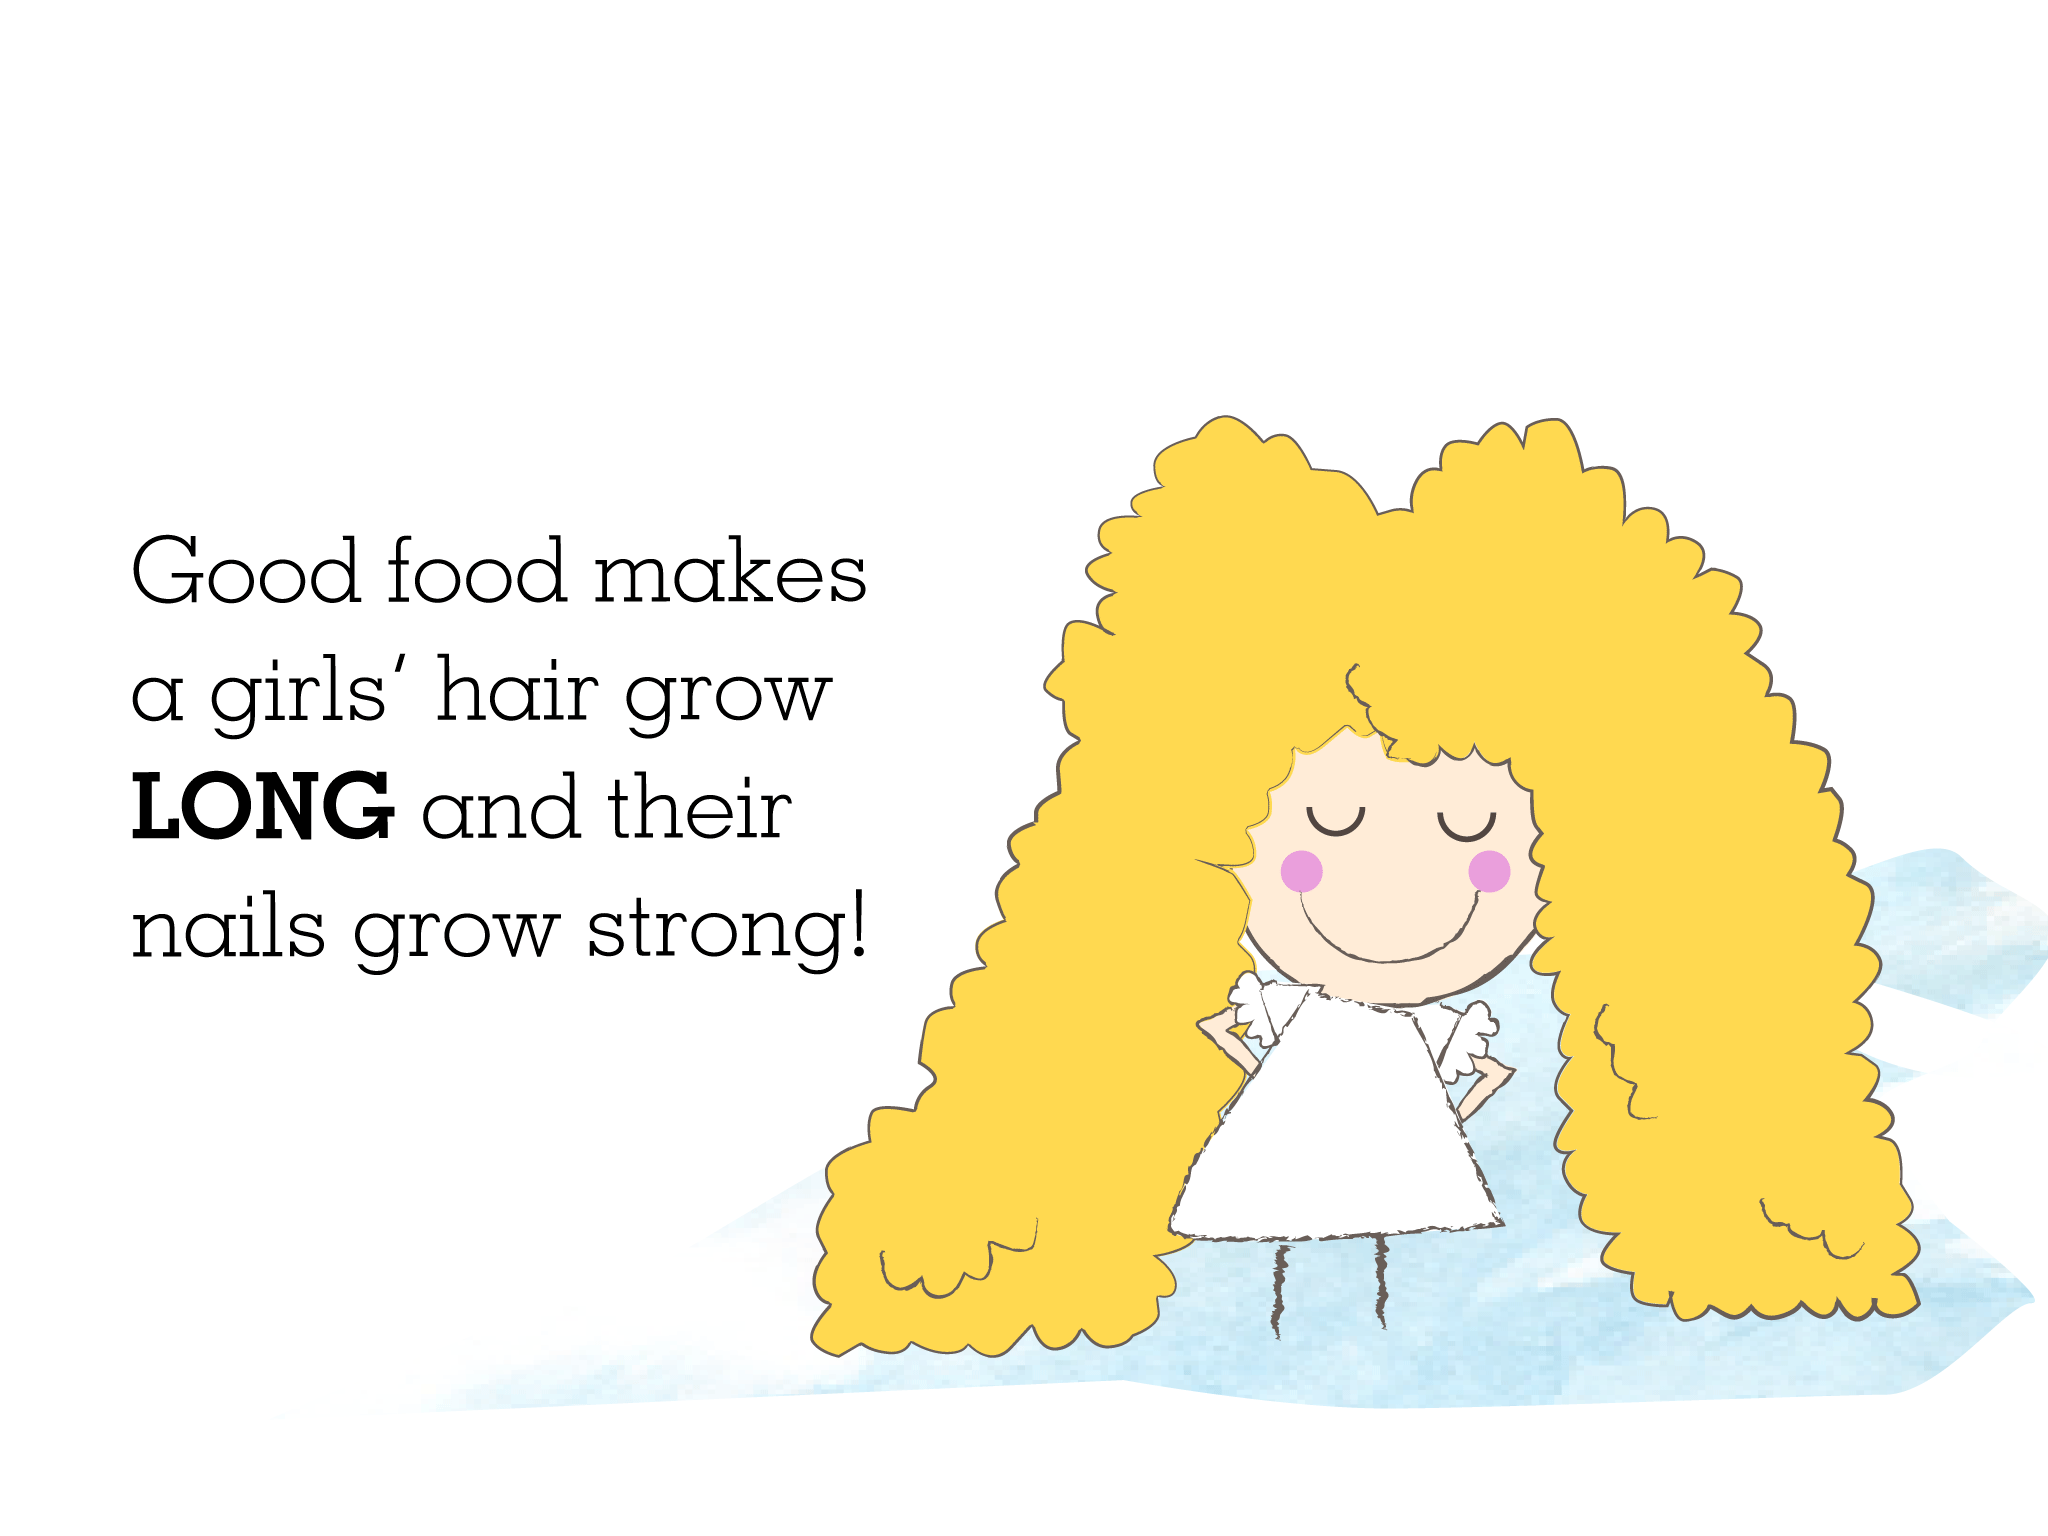 Good food makes
a girls’ hair grow
LONG and their
nails grow strong!